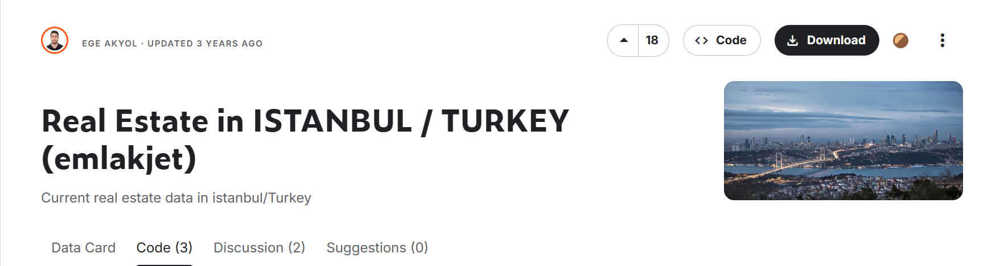 EGE AKYOL · UPDATED 3 YEARS AGO
18
Code
Download
Real Estate in ISTANBUL / TURKEY
(emlakjet)
Current real estate data in istanbul/Turkey
Data Card
Code (3)
Discussion (2)
Suggestions (0)